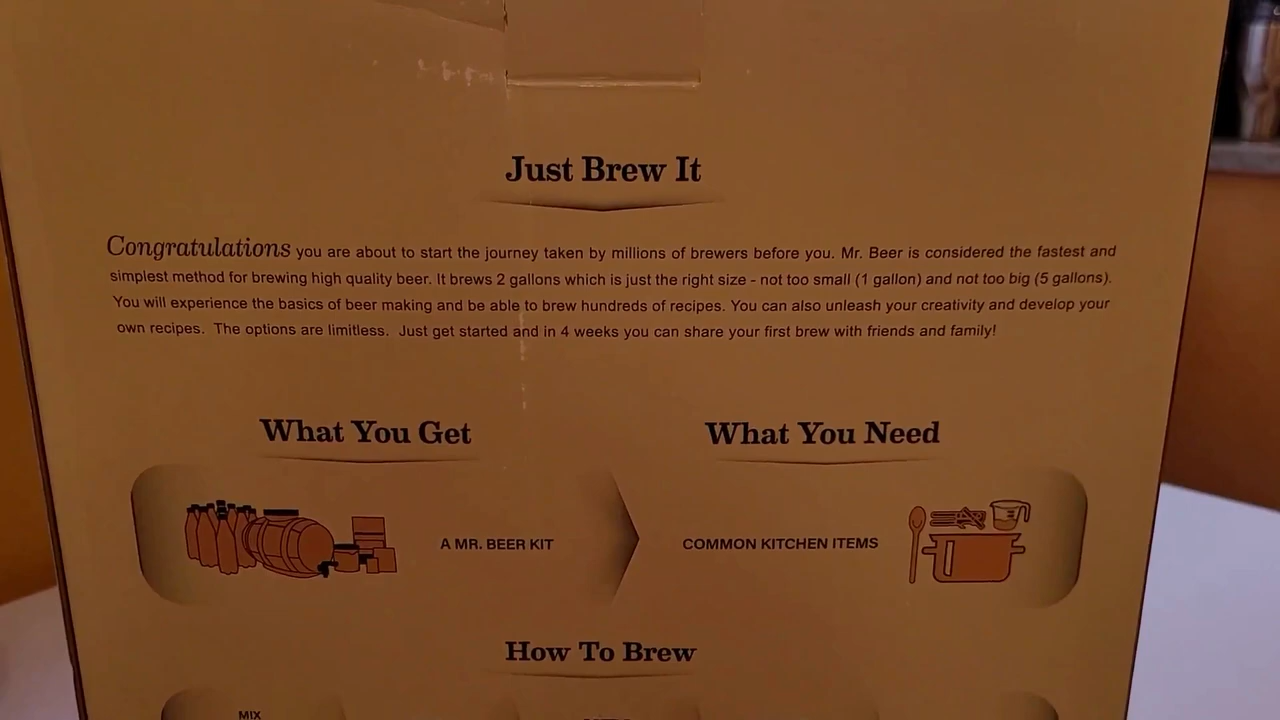 Just Brew It
Congratulations you are about to start the journey taken by millions of brewers before you. Mr. Beer is considered the fastest and
simplest method for brewing high quality beer. It brews 2 gallons which is just the right size - not too small (1 gallon) and not too big (5 gallons).
You will experience the basics of beer making and be able to brew hundreds of recipes. You can also unleash your creativity and develop your
own recipes. The options are limitless. Just get started and in 4 weeks you can share your first brew with friends and family!
What You Get
What You Need
A MR. BEER KIT
COMMON KITCHEN ITEMS
How To Brew
MIX